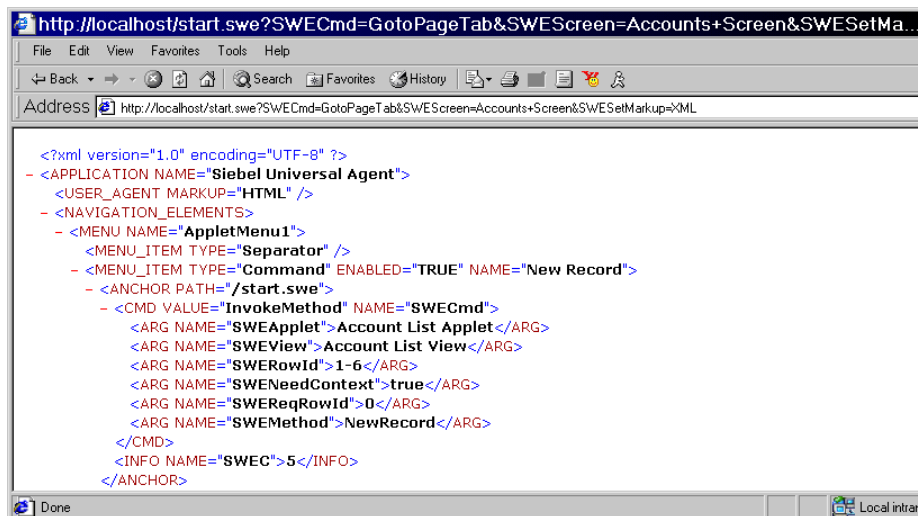 http://localhost/start.swe?SWECmd=GotoPageTab&SWEScreen=Accounts+Screen&SWESetMa...
File Edit View Favorites Tools Help
Back Search Favorites History
Address http://localhost/start.swe?SWECmd=GotoPageTab&SWEScreen=Accounts+Screen&SWESetMarkup=XML
<?xml version="1.0" encoding="UTF-8" ?>
- <APPLICATION NAME="Siebel Universal Agent">
<USER_AGENT MARKUP="HTML" />
- <NAVIGATION_ELEMENTS>
- <MENU NAME="AppletMenu1">
<MENU_ITEM TYPE="Separator" />
- <MENU_ITEM TYPE="Command" ENABLED="TRUE" NAME="New Record">
- <ANCHOR PATH="/start.swe">
- <CMD VALUE="InvokeMethod" NAME="SWECmd">
<ARG NAME="SWEApplet">Account List Applet</ARG>
<ARG NAME="SWEView">Account List View</ARG>
<ARG NAME="SWERowId">1-6</ARG>
<ARG NAME="SWENeedContext">true</ARG>
<ARG NAME="SWEReqRowId">0</ARG>
<ARG NAME="SWEMethod">NewRecord</ARG>
</CMD>
<INFO NAME="SWEC">5</INFO>
</ANCHOR>
Done Local intran